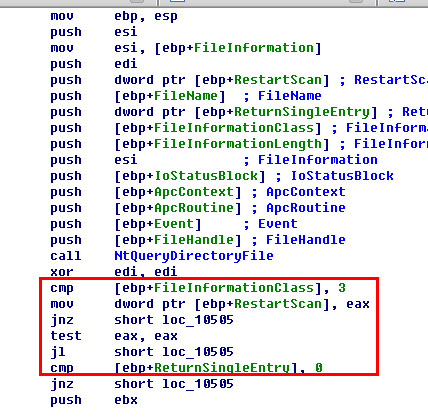 mov ebp, esp
push esi
mov esi, [ebp+FileInformation]
push edi
push dword ptr [ebp+RestartScan] ; RestartSca
push [ebp+FileName] ; FileName
push dword ptr [ebp+ReturnSingleEntry] ; Retu
push [ebp+FileInformationClass] ; FileInforma
push [ebp+FileInformationLength] ; FileInfor
push esi ; FileInformation
push [ebp+IoStatusBlock] ; IoStatusBlock
push [ebp+ApcContext] ; ApcContext
push [ebp+ApcRoutine] ; ApcRoutine
push [ebp+Event] ; Event
push [ebp+FileHandle] ; FileHandle
call NtQueryDirectoryFile
xor edi, edi
cmp [ebp+FileInformationClass], 3
mov dword ptr [ebp+RestartScan], eax
jnz short loc_10505
test eax, eax
jl short loc_10505
cmp [ebp+ReturnSingleEntry], 0
jnz short loc_10505
push ebx